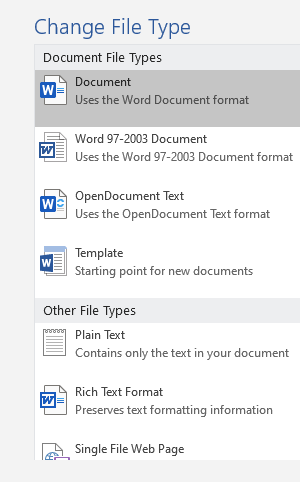 Change File Type
Document File Types
Document
Uses the Word Document format
Word 97-2003 Document
Uses the Word 97-2003 Document format
OpenDocument Text
Uses the OpenDocument Text format
Template
Starting point for new documents
Other File Types
Plain Text
Contains only the text in your document
Rich Text Format
Preserves text formatting information
Single File Web Page